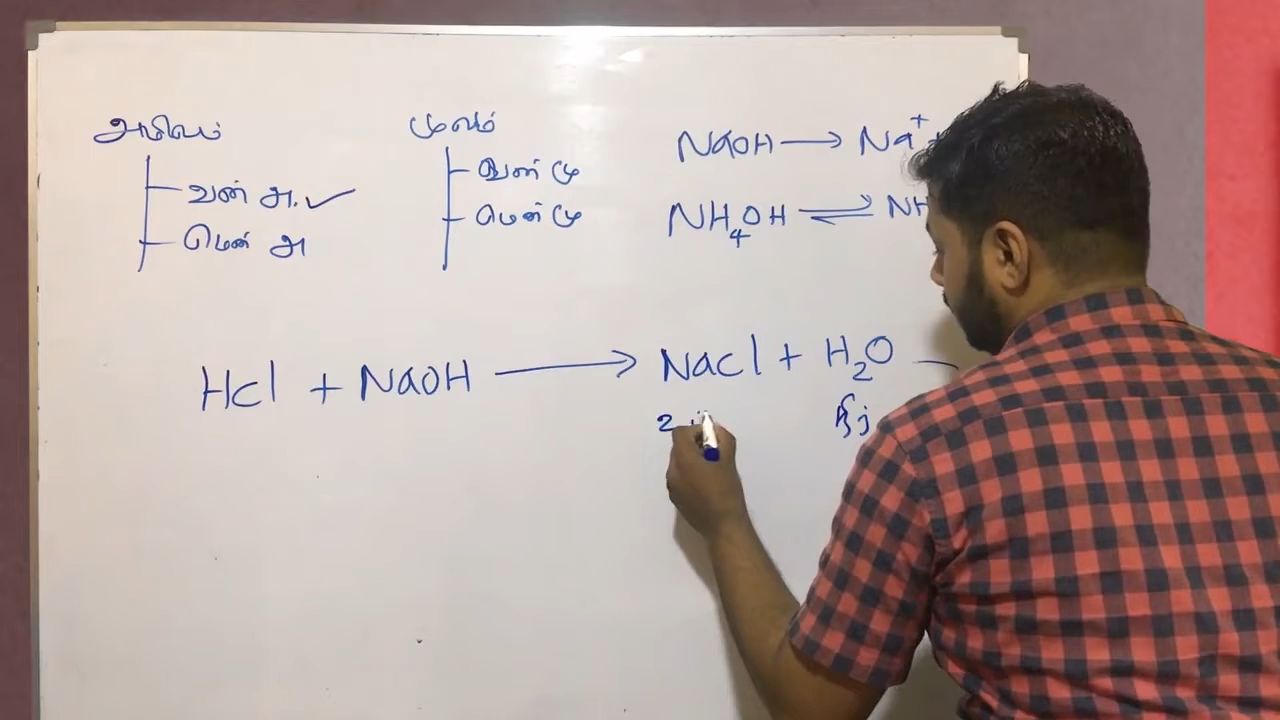 அமிலம்
வன் அ. ✓
மென் அ
மூலம்
வன் மூ
மென் மூ
NaOH → Na⁺ +
NH₄OH ⇌ NH
Hcl + NaOH → Nacl + H₂O
நீர்